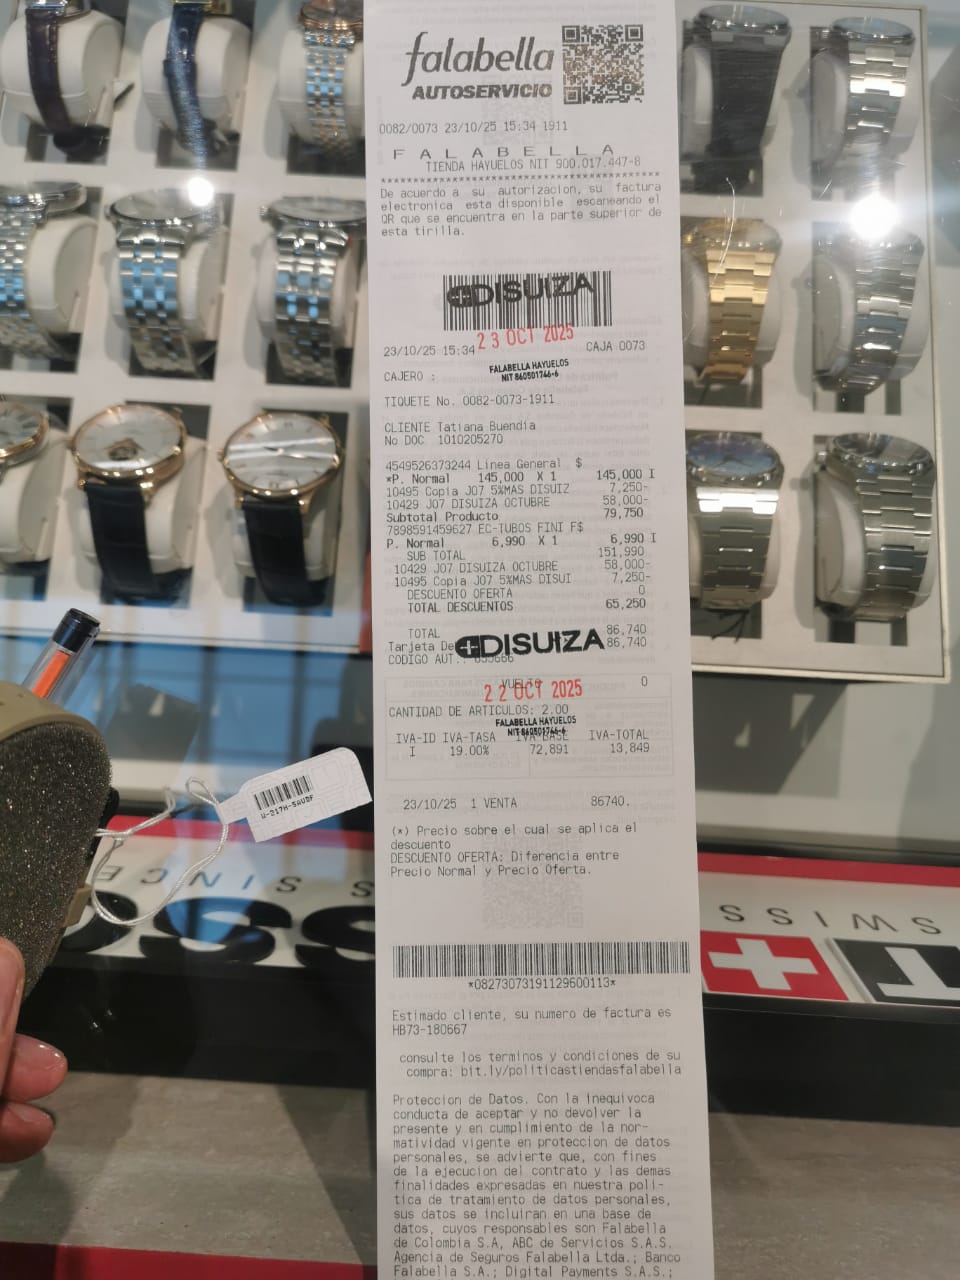 falabella
AUTOSERVICIO
0082/0073 23/10/25 15:34 1911
F A L A B E L L A
TIENDA HAYUELOS NIT 900.017.447-8
****************************************
De acuerdo a su autorizacion, su factura
electronica esta disponible escaneando el
QR que se encuentra en la parte superior de
esta tirilla.
DISUIZA
23 OCT 2025
23/10/25 15:34 CAJA 0073
FALABELLA HAYUELOS
NIT 860501746-6
CAJERO :
TIQUETE No. 0082-0073-1911
CLIENTE Tatiana Buendia
No DOC 1010205270
4549526373244 Linea General $
*P. Normal 145,000 X 1 145,000 I
10495 Copia J07 5%MAS DISUIZ 7,250-
10429 J07 DISUIZA OCTUBRE 58,000-
Subtotal Producto 79,750
7898591459627 EC-TUBOS FINI F$
P. Normal 6,990 X 1 6,990 I
SUB TOTAL 151,990
10429 J07 DISUIZA OCTUBRE 58,000-
10495 Copia J07 5%MAS DISUI 7,250-
DESCUENTO OFERTA 0
TOTAL DESCUENTOS 65,250
TOTAL 86,740
Tarjeta De 86,740
DISUIZA
CODIGO AUT.:
VUELTO 0
22 OCT 2025
CANTIDAD DE ARTICULOS: 2.00
FALABELLA HAYUELOS
NIT 860501746-6
IVA-ID IVA-TASA IVA-BASE IVA-TOTAL
I 19.00% 72,891 13,849
23/10/25 1 VENTA 86740.
(*) Precio sobre el cual se aplica el
descuento
DESCUENTO OFERTA: Diferencia entre
Precio Normal y Precio Oferta.
*08273073191129600113*
Estimado cliente, su numero de factura es
HB73-180667
consulte los terminos y condiciones de su
compra: bit.ly/politicastiendasfalabella
Proteccion de Datos. Con la inequivoca
conducta de aceptar y no devolver la
presente y en cumplimiento de la nor-
matividad vigente en proteccion de datos
personales, se advierte que, con fines
de la ejecucion del contrato y las demas
finalidades expresadas en nuestra poli-
tica de tratamiento de datos personales,
sus datos se incluiran en una base de
datos, cuyos responsables son Falabella
de Colombia S.A, ABC de Servicios S.A.S.
Agencia de Seguros Falabella Ltda.; Banco
Falabella S.A.; Digital Payments S.A.S.;
W-217H-5AVDF
SWISS
SINCE